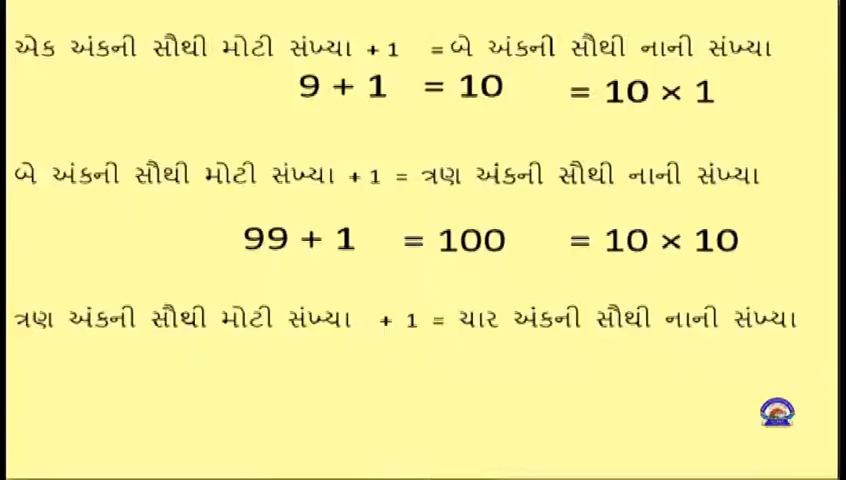 એક અંકની સૌથી મોટી સંખ્યા + 1 = બે અંકની સૌથી નાની સંખ્યા
9 + 1 = 10 = 10 × 1
બે અંકની સૌથી મોટી સંખ્યા + 1 = ત્રણ અંકની સૌથી નાની સંખ્યા
99 + 1 = 100 = 10 × 10
ત્રણ અંકની સૌથી મોટી સંખ્યા + 1 = ચાર અંકની સૌથી નાની સંખ્યા